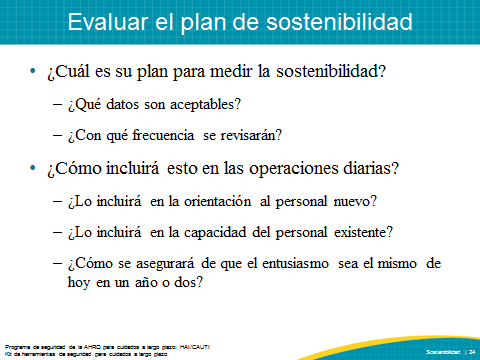 Evaluar el plan de sostenibilidad
• ¿Cuál es su plan para medir la sostenibilidad?
– ¿Qué datos son aceptables?
– ¿Con qué frecuencia se revisarán?
• ¿Cómo incluirá esto en las operaciones diarias?
– ¿Lo incluirá en la orientación al personal nuevo?
– ¿Lo incluirá en la capacidad del personal existente?
– ¿Cómo se asegurará de que el entusiasmo sea el mismo de
hoy en un año o dos?
Programa de seguridad de la AHRQ para cuidados a largo plazo: HAI/CAUTI
Kit de herramientas de seguridad para cuidados a largo plazo
Sostenibilidad | 24